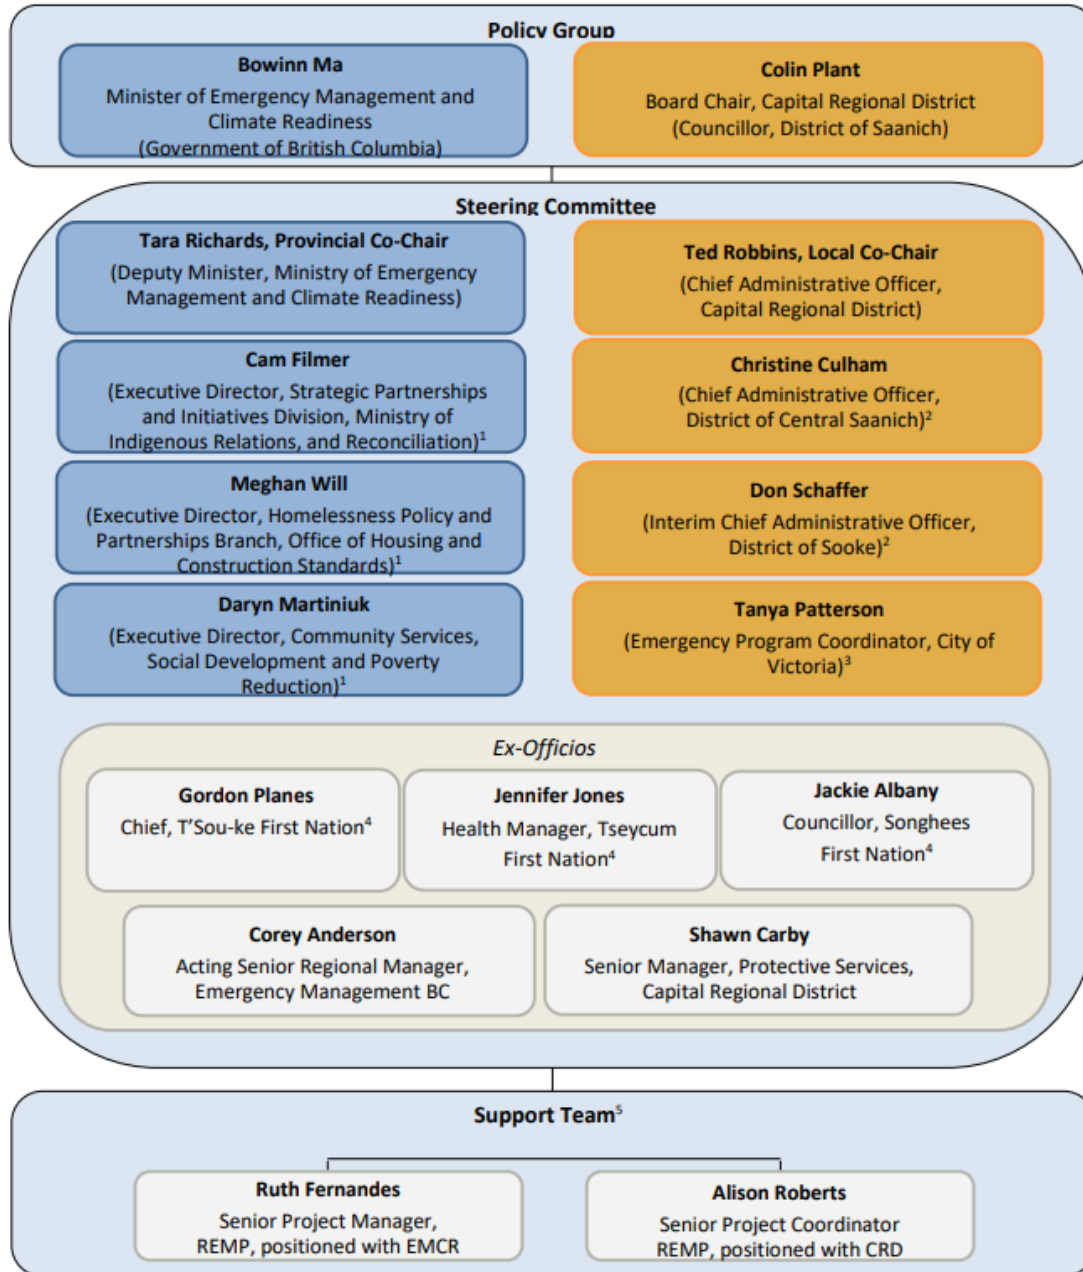 Policy Group
Bowinn Ma
Minister of Emergency Management and
Climate Readiness
(Government of British Columbia)
Colin Plant
Board Chair, Capital Regional District
(Councillor, District of Saanich)
Steering Committee
Tara Richards, Provincial Co-Chair
(Deputy Minister, Ministry of Emergency
Management and Climate Readiness)
Ted Robbins, Local Co-Chair
(Chief Administrative Officer,
Capital Regional District)
Cam Filmer
(Executive Director, Strategic Partnerships
and Initiatives Division, Ministry of
Indigenous Relations, and Reconciliation)¹
Christine Culham
(Chief Administrative Officer,
District of Central Saanich)²
Meghan Will
(Executive Director, Homelessness Policy and
Partnerships Branch, Office of Housing and
Construction Standards)¹
Don Schaffer
(Interim Chief Administrative Officer,
District of Sooke)²
Daryn Martiniuk
(Executive Director, Community Services,
Social Development and Poverty
Reduction)¹
Tanya Patterson
(Emergency Program Coordinator, City of
Victoria)³
Ex-Officios
Gordon Planes
Chief, T'Sou-ke First Nation⁴
Jennifer Jones
Health Manager, Tseycum
First Nation⁴
Jackie Albany
Councillor, Songhees
First Nation⁴
Corey Anderson
Acting Senior Regional Manager,
Emergency Management BC
Shawn Carby
Senior Manager, Protective Services,
Capital Regional District
Support Team⁵
Ruth Fernandes
Senior Project Manager,
REMP, positioned with EMCR
Alison Roberts
Senior Project Coordinator
REMP, positioned with CRD